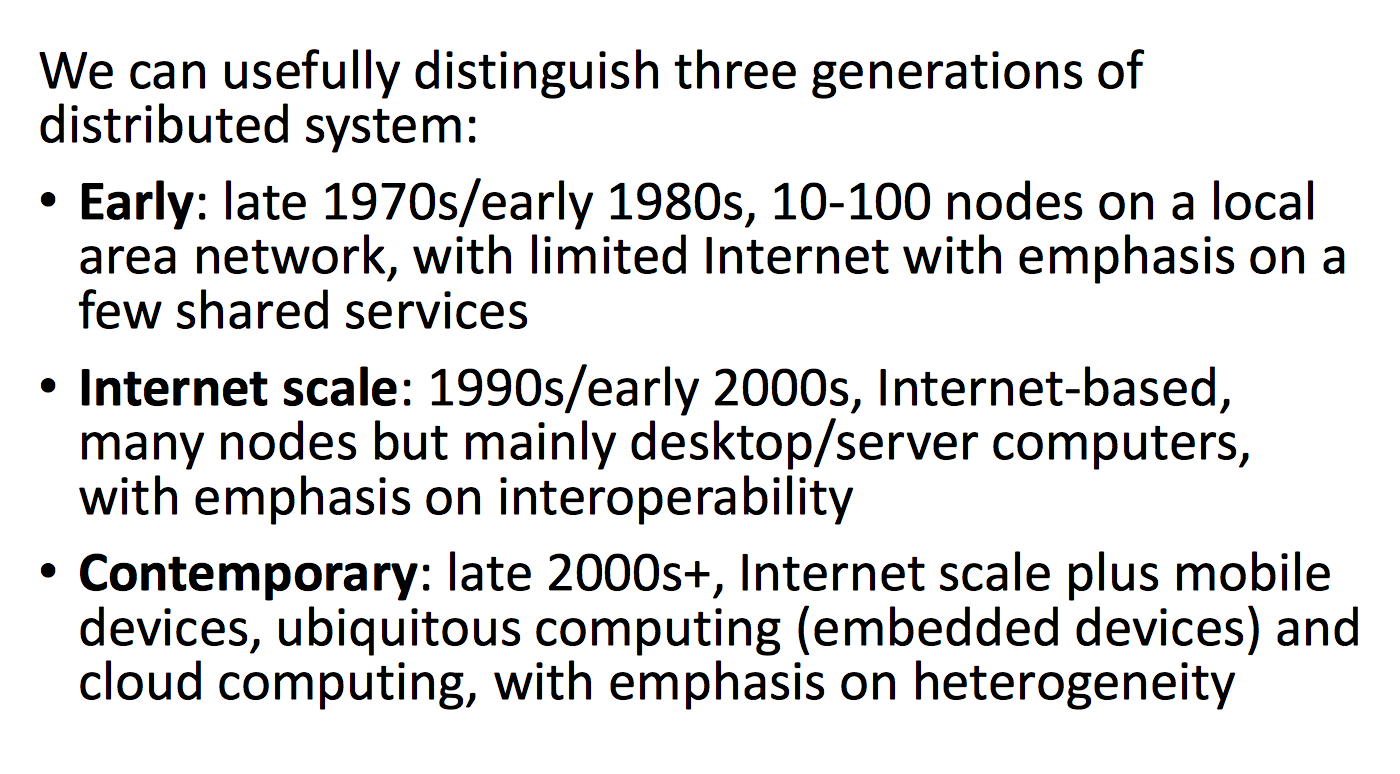 We can usefully distinguish three generations of
distributed system:
• Early: late 1970s/early 1980s, 10-100 nodes on a local
area network, with limited Internet with emphasis on a
few shared services
• Internet scale: 1990s/early 2000s, Internet-based,
many nodes but mainly desktop/server computers,
with emphasis on interoperability
• Contemporary: late 2000s+, Internet scale plus mobile
devices, ubiquitous computing (embedded devices) and
cloud computing, with emphasis on heterogeneity